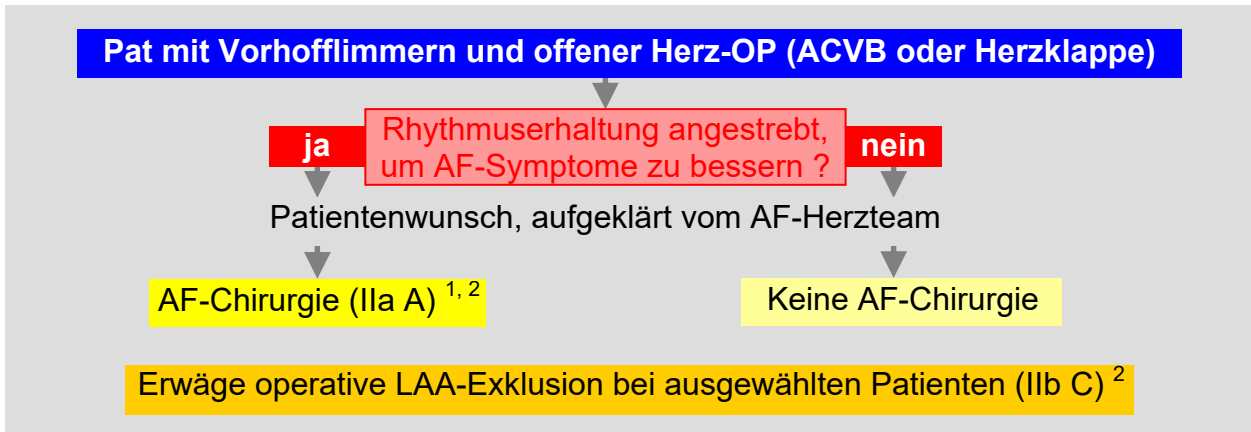 Pat mit Vorhofflimmern und offener Herz-OP (ACVB oder Herzklappe)
ja
Rhythmuserhaltung angestrebt,
um AF-Symptome zu bessern ?
nein
Patientenwunsch, aufgeklärt vom AF-Herzteam
AF-Chirurgie (IIa A) 1, 2
Keine AF-Chirurgie
Erwäge operative LAA-Exklusion bei ausgewählten Patienten (IIb C) 2